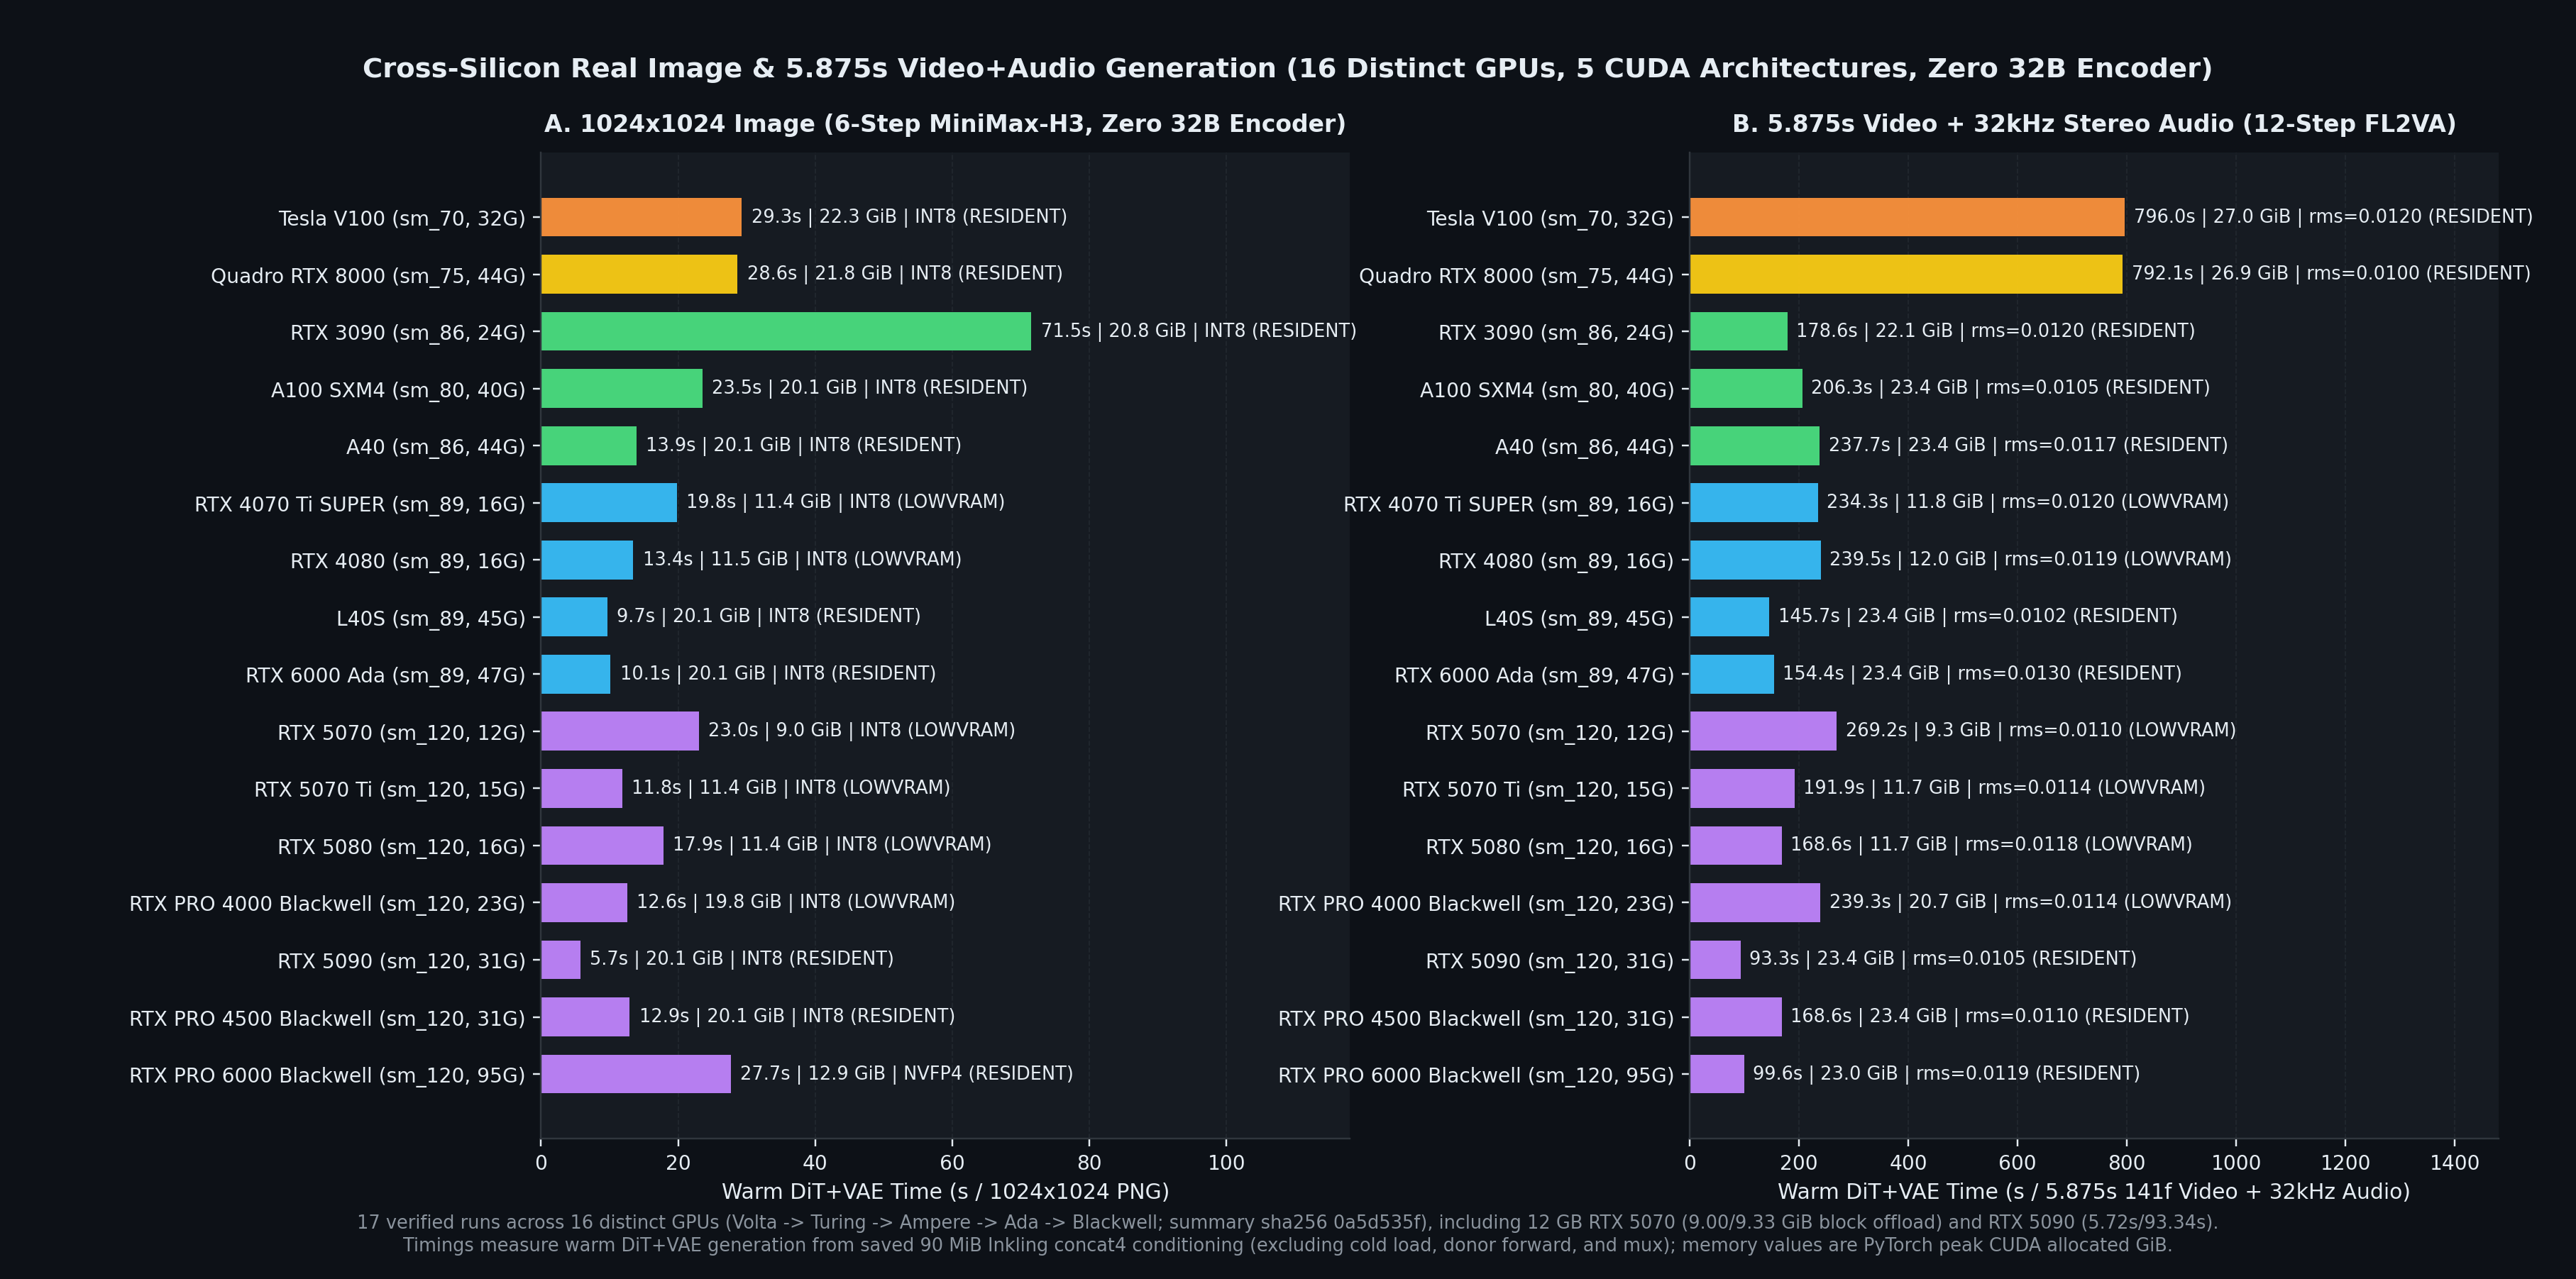 Cross-Silicon Real Image & 5.875s Video+Audio Generation (16 Distinct GPUs, 5 CUDA Architectures, Zero 32B Encoder)
A. 1024x1024 Image (6-Step MiniMax-H3, Zero 32B Encoder)
Tesla V100 (sm_70, 32G)
29.3s | 22.3 GiB | INT8 (RESIDENT)
Quadro RTX 8000 (sm_75, 44G)
28.6s | 21.8 GiB | INT8 (RESIDENT)
RTX 3090 (sm_86, 24G)
71.5s | 20.8 GiB | INT8 (RESIDENT)
A100 SXM4 (sm_80, 40G)
23.5s | 20.1 GiB | INT8 (RESIDENT)
A40 (sm_86, 44G)
13.9s | 20.1 GiB | INT8 (RESIDENT)
RTX 4070 Ti SUPER (sm_89, 16G)
19.8s | 11.4 GiB | INT8 (LOWVRAM)
RTX 4080 (sm_89, 16G)
13.4s | 11.5 GiB | INT8 (LOWVRAM)
L40S (sm_89, 45G)
9.7s | 20.1 GiB | INT8 (RESIDENT)
RTX 6000 Ada (sm_89, 47G)
10.1s | 20.1 GiB | INT8 (RESIDENT)
RTX 5070 (sm_120, 12G)
23.0s | 9.0 GiB | INT8 (LOWVRAM)
RTX 5070 Ti (sm_120, 15G)
11.8s | 11.4 GiB | INT8 (LOWVRAM)
RTX 5080 (sm_120, 16G)
17.9s | 11.4 GiB | INT8 (LOWVRAM)
RTX PRO 4000 Blackwell (sm_120, 23G)
12.6s | 19.8 GiB | INT8 (LOWVRAM)
RTX 5090 (sm_120, 31G)
5.7s | 20.1 GiB | INT8 (RESIDENT)
RTX PRO 4500 Blackwell (sm_120, 31G)
12.9s | 20.1 GiB | INT8 (RESIDENT)
RTX PRO 6000 Blackwell (sm_120, 95G)
27.7s | 12.9 GiB | NVFP4 (RESIDENT)
0 20 40 60 80 100
Warm DiT+VAE Time (s / 1024x1024 PNG)
B. 5.875s Video + 32kHz Stereo Audio (12-Step FL2VA)
Tesla V100 (sm_70, 32G)
796.0s | 27.0 GiB | rms=0.0120 (RESIDENT)
Quadro RTX 8000 (sm_75, 44G)
792.1s | 26.9 GiB | rms=0.0100 (RESIDENT)
RTX 3090 (sm_86, 24G)
178.6s | 22.1 GiB | rms=0.0120 (RESIDENT)
A100 SXM4 (sm_80, 40G)
206.3s | 23.4 GiB | rms=0.0105 (RESIDENT)
A40 (sm_86, 44G)
237.7s | 23.4 GiB | rms=0.0117 (RESIDENT)
RTX 4070 Ti SUPER (sm_89, 16G)
234.3s | 11.8 GiB | rms=0.0120 (LOWVRAM)
RTX 4080 (sm_89, 16G)
239.5s | 12.0 GiB | rms=0.0119 (LOWVRAM)
L40S (sm_89, 45G)
145.7s | 23.4 GiB | rms=0.0102 (RESIDENT)
RTX 6000 Ada (sm_89, 47G)
154.4s | 23.4 GiB | rms=0.0130 (RESIDENT)
RTX 5070 (sm_120, 12G)
269.2s | 9.3 GiB | rms=0.0110 (LOWVRAM)
RTX 5070 Ti (sm_120, 15G)
191.9s | 11.7 GiB | rms=0.0114 (LOWVRAM)
RTX 5080 (sm_120, 16G)
168.6s | 11.7 GiB | rms=0.0118 (LOWVRAM)
RTX PRO 4000 Blackwell (sm_120, 23G)
239.3s | 20.7 GiB | rms=0.0114 (LOWVRAM)
RTX 5090 (sm_120, 31G)
93.3s | 23.4 GiB | rms=0.0105 (RESIDENT)
RTX PRO 4500 Blackwell (sm_120, 31G)
168.6s | 23.4 GiB | rms=0.0110 (RESIDENT)
RTX PRO 6000 Blackwell (sm_120, 95G)
99.6s | 23.0 GiB | rms=0.0119 (RESIDENT)
0 200 400 600 800 1000 1200 1400
Warm DiT+VAE Time (s / 5.875s 141f Video + 32kHz Audio)
17 verified runs across 16 distinct GPUs (Volta -> Turing -> Ampere -> Ada -> Blackwell; summary sha256 0a5d535f), including 12 GB RTX 5070 (9.00/9.33 GiB block offload) and RTX 5090 (5.72s/93.34s).
Timings measure warm DiT+VAE generation from saved 90 MiB Inkling concat4 conditioning (excluding cold load, donor forward, and mux); memory values are PyTorch peak CUDA allocated GiB.